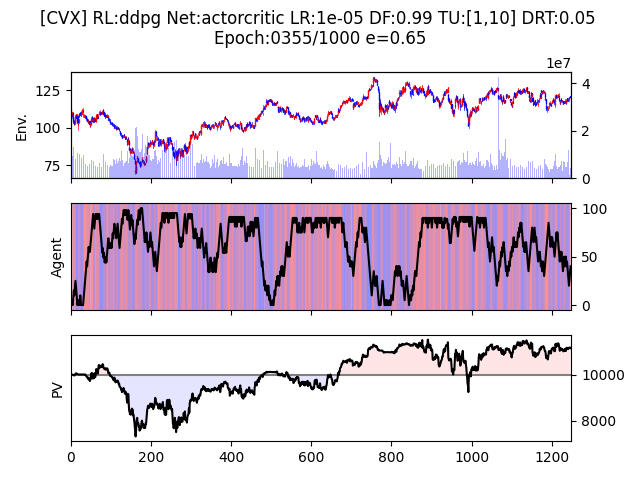 [CVX] RL:ddpg Net:actorcritic LR:1e-05 DF:0.99 TU:[1,10] DRT:0.05
Epoch:0355/1000 e=0.65
1e7
125
100
75
Env.
4
2
0
Agent
100
50
0
PV
10000
8000
0 200 400 600 800 1000 1200